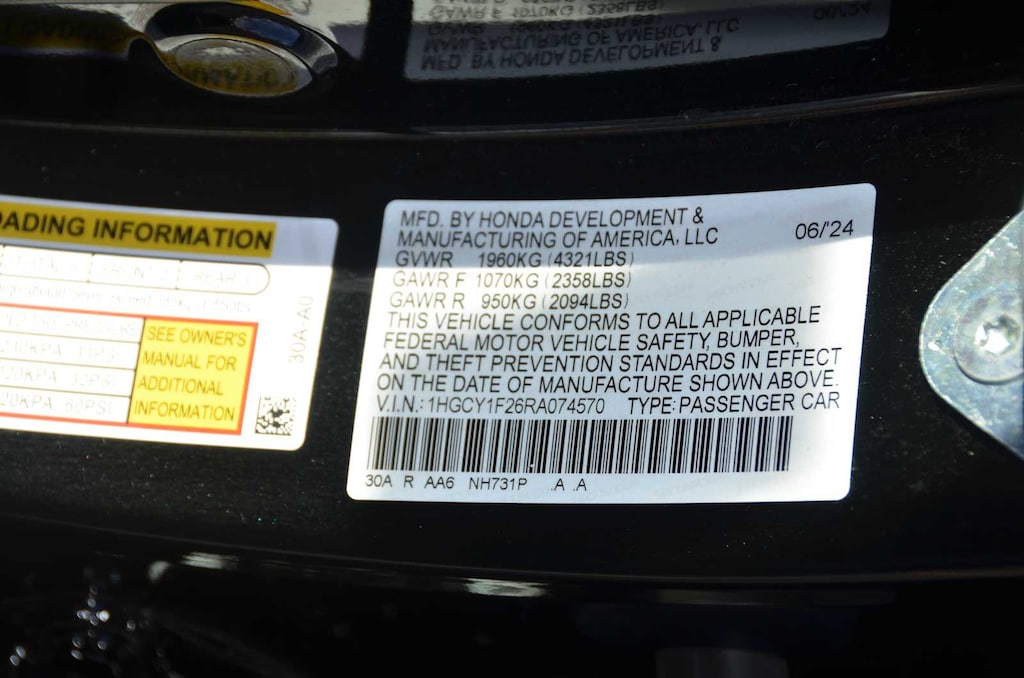 MFD. BY HONDA DEVELOPMENT &
MANUFACTURING OF AMERICA, LLC
06/'24
GVWR 1960KG (4321LBS)
GAWR F 1070KG (2358LBS)
GAWR R 950KG (2094LBS)
THIS VEHICLE CONFORMS TO ALL APPLICABLE
FEDERAL MOTOR VEHICLE SAFETY, BUMPER,
AND THEFT PREVENTION STANDARDS IN EFFECT
ON THE DATE OF MANUFACTURE SHOWN ABOVE.
V.I.N.: 1HGCY1F26RA074570 TYPE: PASSENGER CAR
30A R AA6 NH731P .A .A
OADING INFORMATION
SEE OWNER'S
MANUAL FOR
ADDITIONAL
INFORMATION
30A-A0